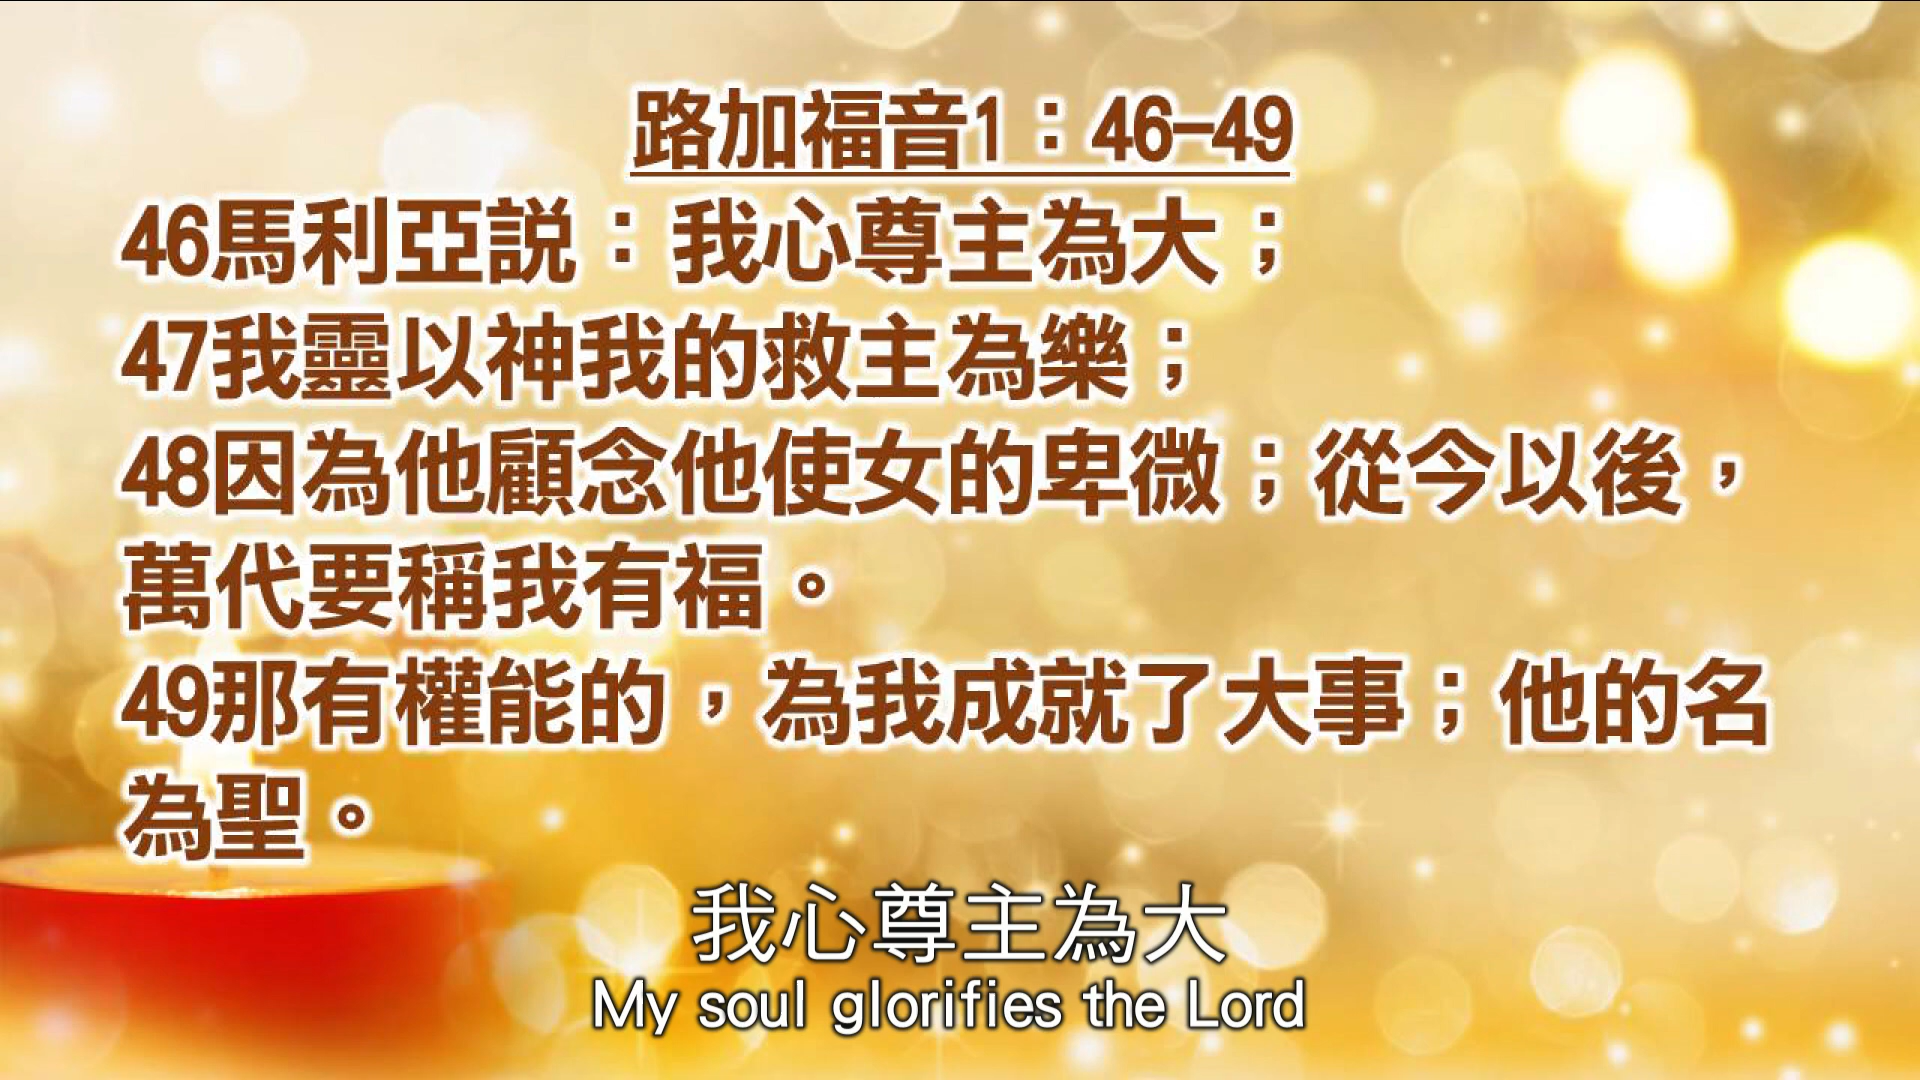 路加福音1：46-49
46馬利亞説：我心尊主為大；
47我靈以神我的救主為樂；
48因為他顧念他使女的卑微；從今以後，
萬代要稱我有福。
49那有權能的，為我成就了大事；他的名
為聖。
我心尊主為大
My soul glorifies the Lord